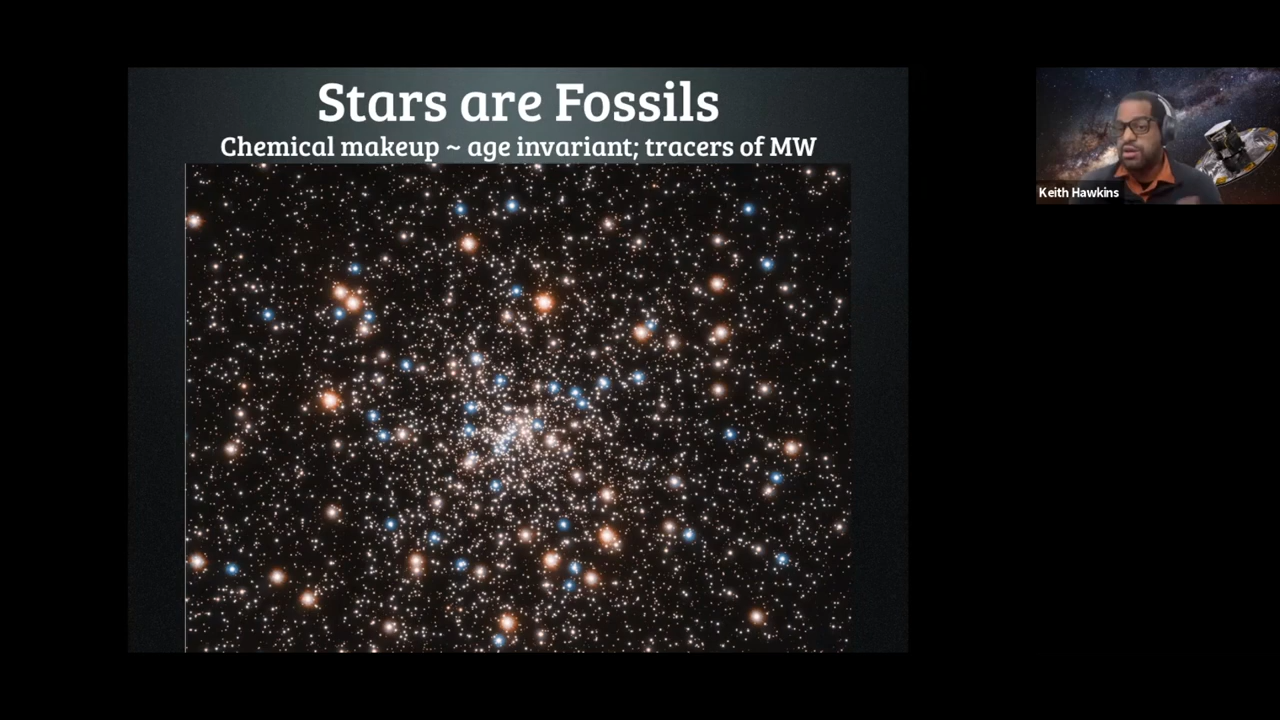 Stars are Fossils
Chemical makeup ~ age invariant; tracers of MW
Keith Hawkins